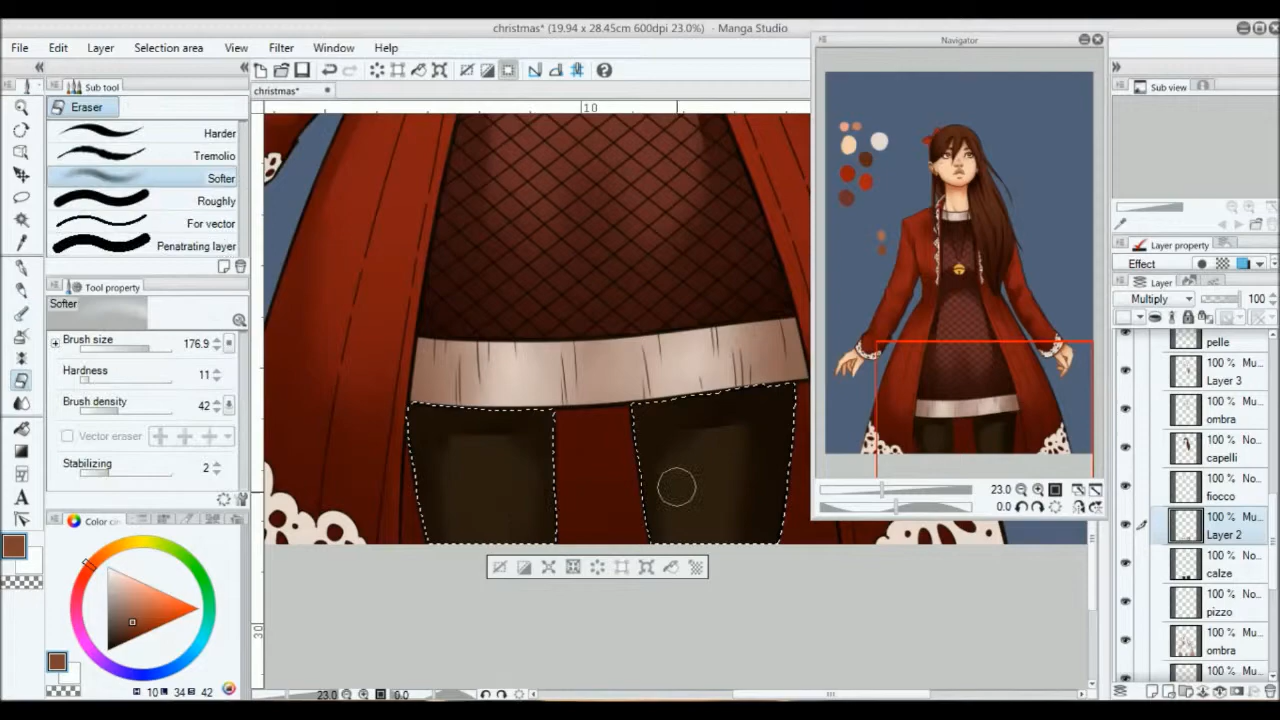 christmas* (19.94 x 28.45cm 600dpi 23.0%) - Manga Studio
File Edit Layer Selection area View Filter Window Help
Navigator
Sub tool
Eraser
Harder
Tremolio
Softer
Roughly
For vector
Penetrating layer
Tool property
Softer
Brush size 176.9
Hardness 11
Brush density 42
Vector eraser
Stabilizing 2
Color cir
10 34 42
christmas*
10
30
23.0 0.0
23.0
0.0
Sub view
Layer property
Effect
Layer
Multiply 100
pelle
100 % Mu...
Layer 3
100 % Mu...
ombra
100 % No...
capelli
100 % No...
fiocco
100 % Mu...
Layer 2
100 % No...
calze
100 % No...
pizzo
100 % Mu...
ombra
100 % Mu...